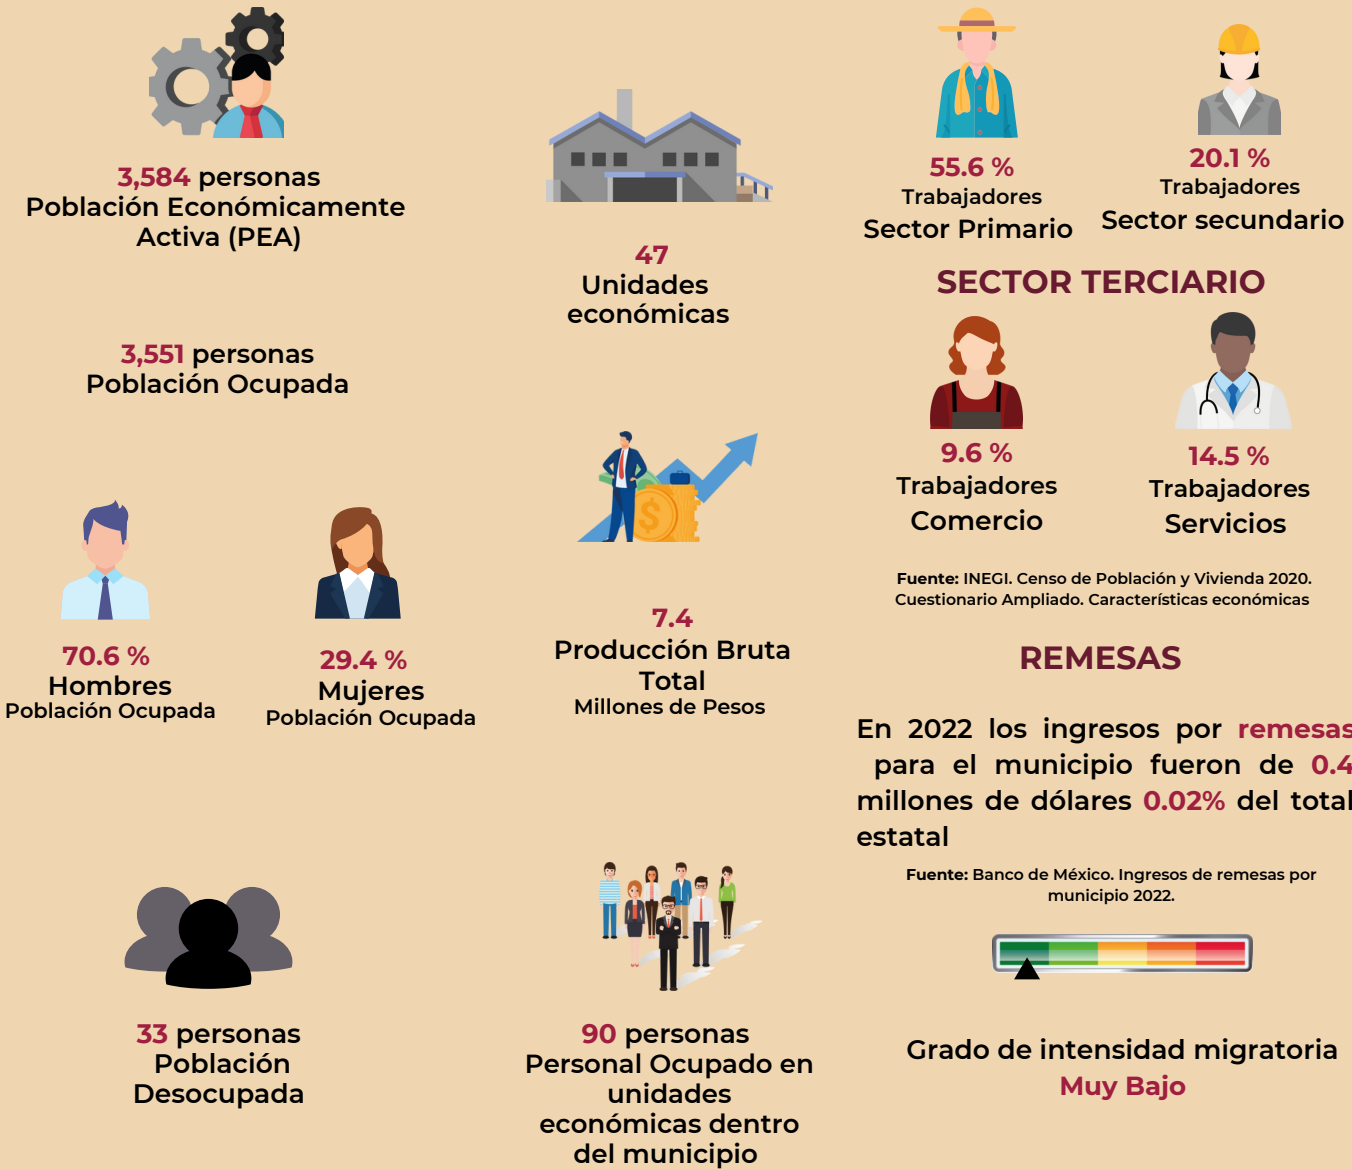 3,584 personas
Población Económicamente
Activa (PEA)
3,551 personas
Población Ocupada
70.6 %
Hombres
Población Ocupada
29.4 %
Mujeres
Población Ocupada
33 personas
Población
Desocupada
47
Unidades
económicas
7.4
Producción Bruta
Total
Millones de Pesos
90 personas
Personal Ocupado en
unidades
económicas dentro
del municipio
55.6 %
Trabajadores
Sector Primario
20.1 %
Trabajadores
Sector secundario
SECTOR TERCIARIO
9.6 %
Trabajadores
Comercio
14.5 %
Trabajadores
Servicios
Fuente: INEGI. Censo de Población y Vivienda 2020.
Cuestionario Ampliado. Características económicas
REMESAS
En 2022 los ingresos por remesas
para el municipio fueron de 0.4
millones de dólares 0.02% del total
estatal
Fuente: Banco de México. Ingresos de remesas por
municipio 2022.
Grado de intensidad migratoria
Muy Bajo